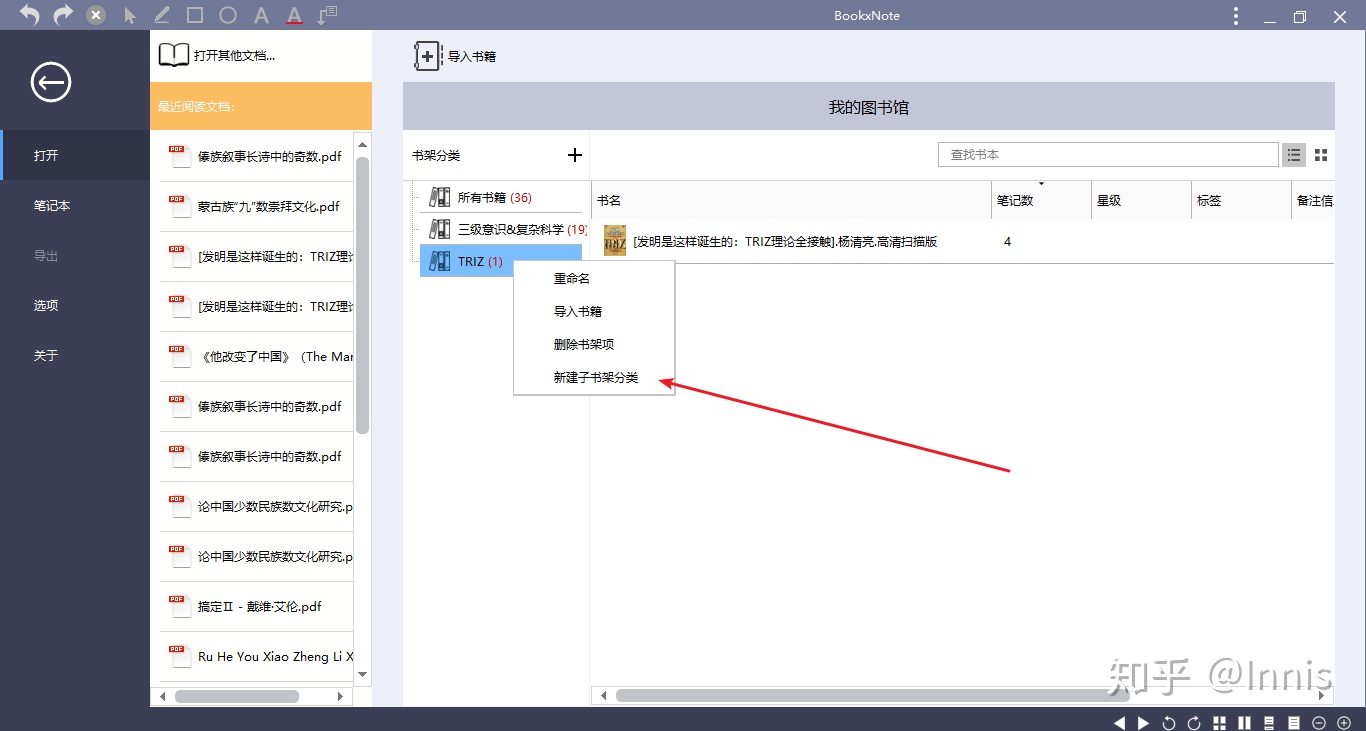 BookxNote
打开其他文档...
导入书籍
最近阅读文档:
我的图书馆
打开
笔记本
导出
选项
关于
傣族叙事长诗中的奇数.pdf
蒙古族“九”数崇拜文化.pdf
[发明是这样诞生的：TRIZ理论
[发明是这样诞生的：TRIZ理论
《他改变了中国》（The Man
傣族叙事长诗中的奇数.pdf
傣族叙事长诗中的奇数.pdf
论中国少数民族数文化研究.p
论中国少数民族数文化研究.p
搞定Ⅱ - 戴维·艾伦.pdf
Ru He You Xiao Zheng Li X
书架分类
查找书本
所有书籍 (36)
三级意识&复杂科学 (19)
TRIZ (1)
书名
笔记数
星级
标签
备注信
[发明是这样诞生的：TRIZ理论全接触].杨清亮.高清扫描版
4
重命名
导入书籍
删除书架项
新建子书架分类
知乎 @Innis